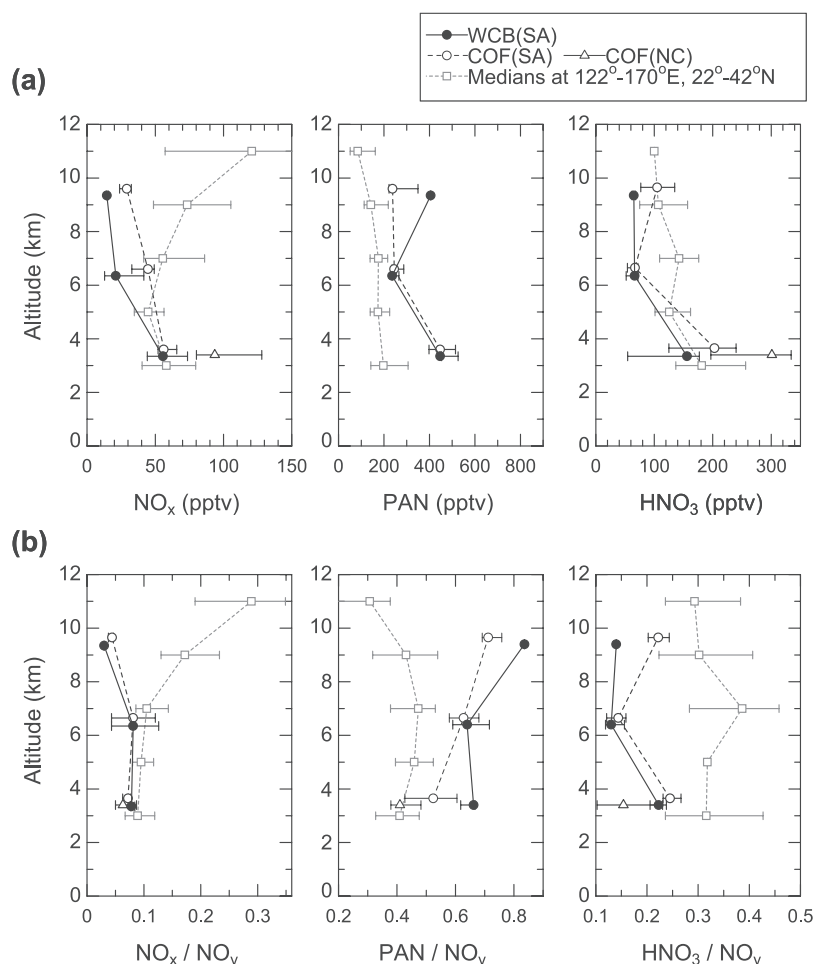 WCB(SA)
COF(SA) COF(NC)
Medians at 122°-170°E, 22°-42°N
(a)
12
10
8
6
4
2
0
Altitude (km)
0 50 100 150
0 200 400 600 800
0 100 200 300
NOx (pptv) PAN (pptv) HNO3 (pptv)
(b)
12
10
8
6
4
2
0
Altitude (km)
0 0.1 0.2 0.3
0.2 0.4 0.6 0.8
0.1 0.2 0.3 0.4 0.5
NOx / NOy PAN / NOy HNO3 / NOy